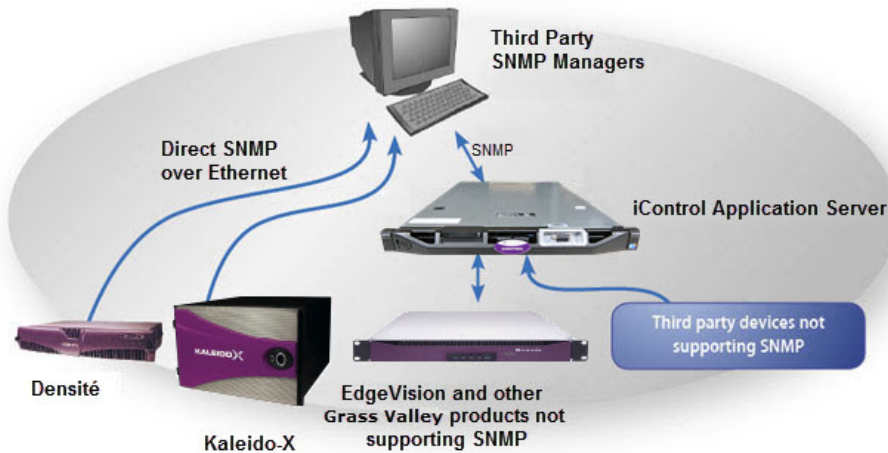 Third Party
SNMP Managers
Direct SNMP
over Ethernet
SNMP
iControl Application Server
Third party devices not
supporting SNMP
KALEIDOX
Densité
EdgeVision and other
Grass Valley products not
supporting SNMP
Kaleido-X